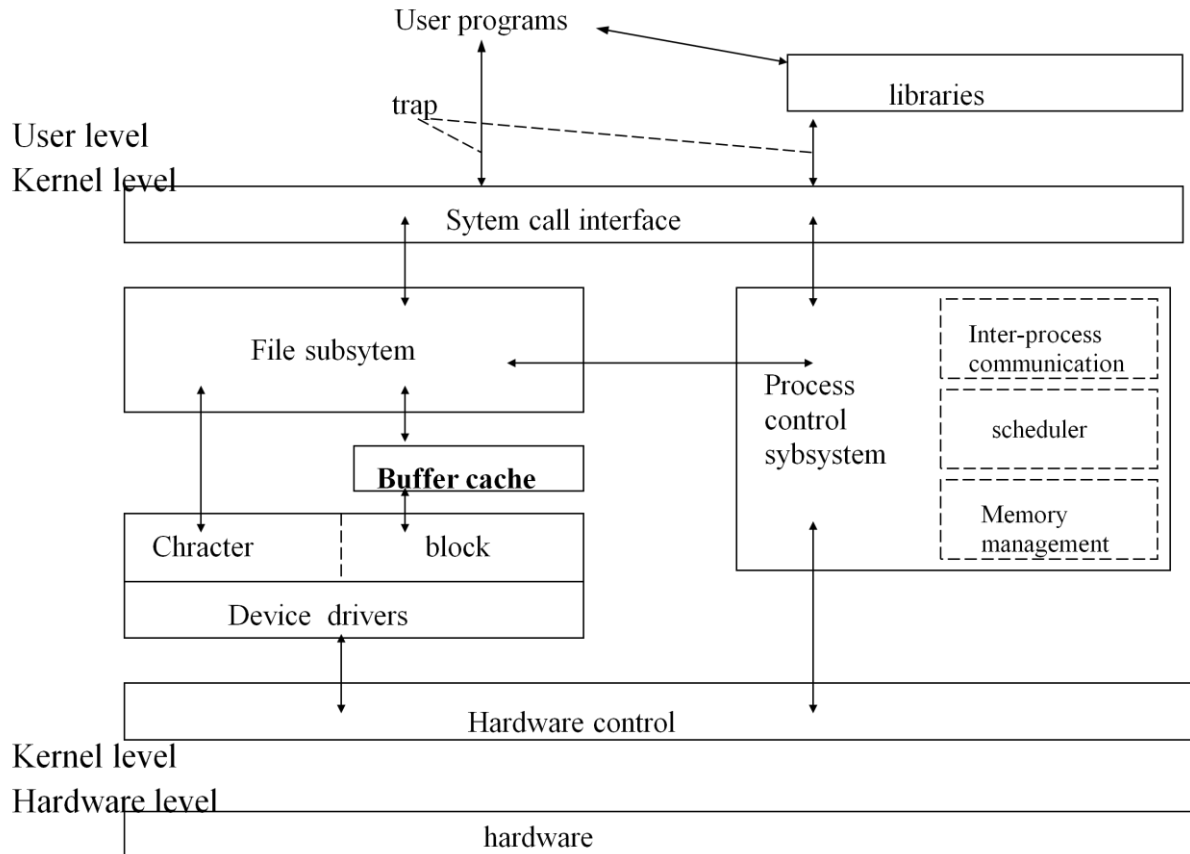 User programs
libraries
trap
User level
Kernel level
Sytem call interface
File subsytem
Inter-process
communication
Process
control
sybsystem
scheduler
Buffer cache
Memory
management
Chracter
block
Device drivers
Hardware control
Kernel level
Hardware level
hardware